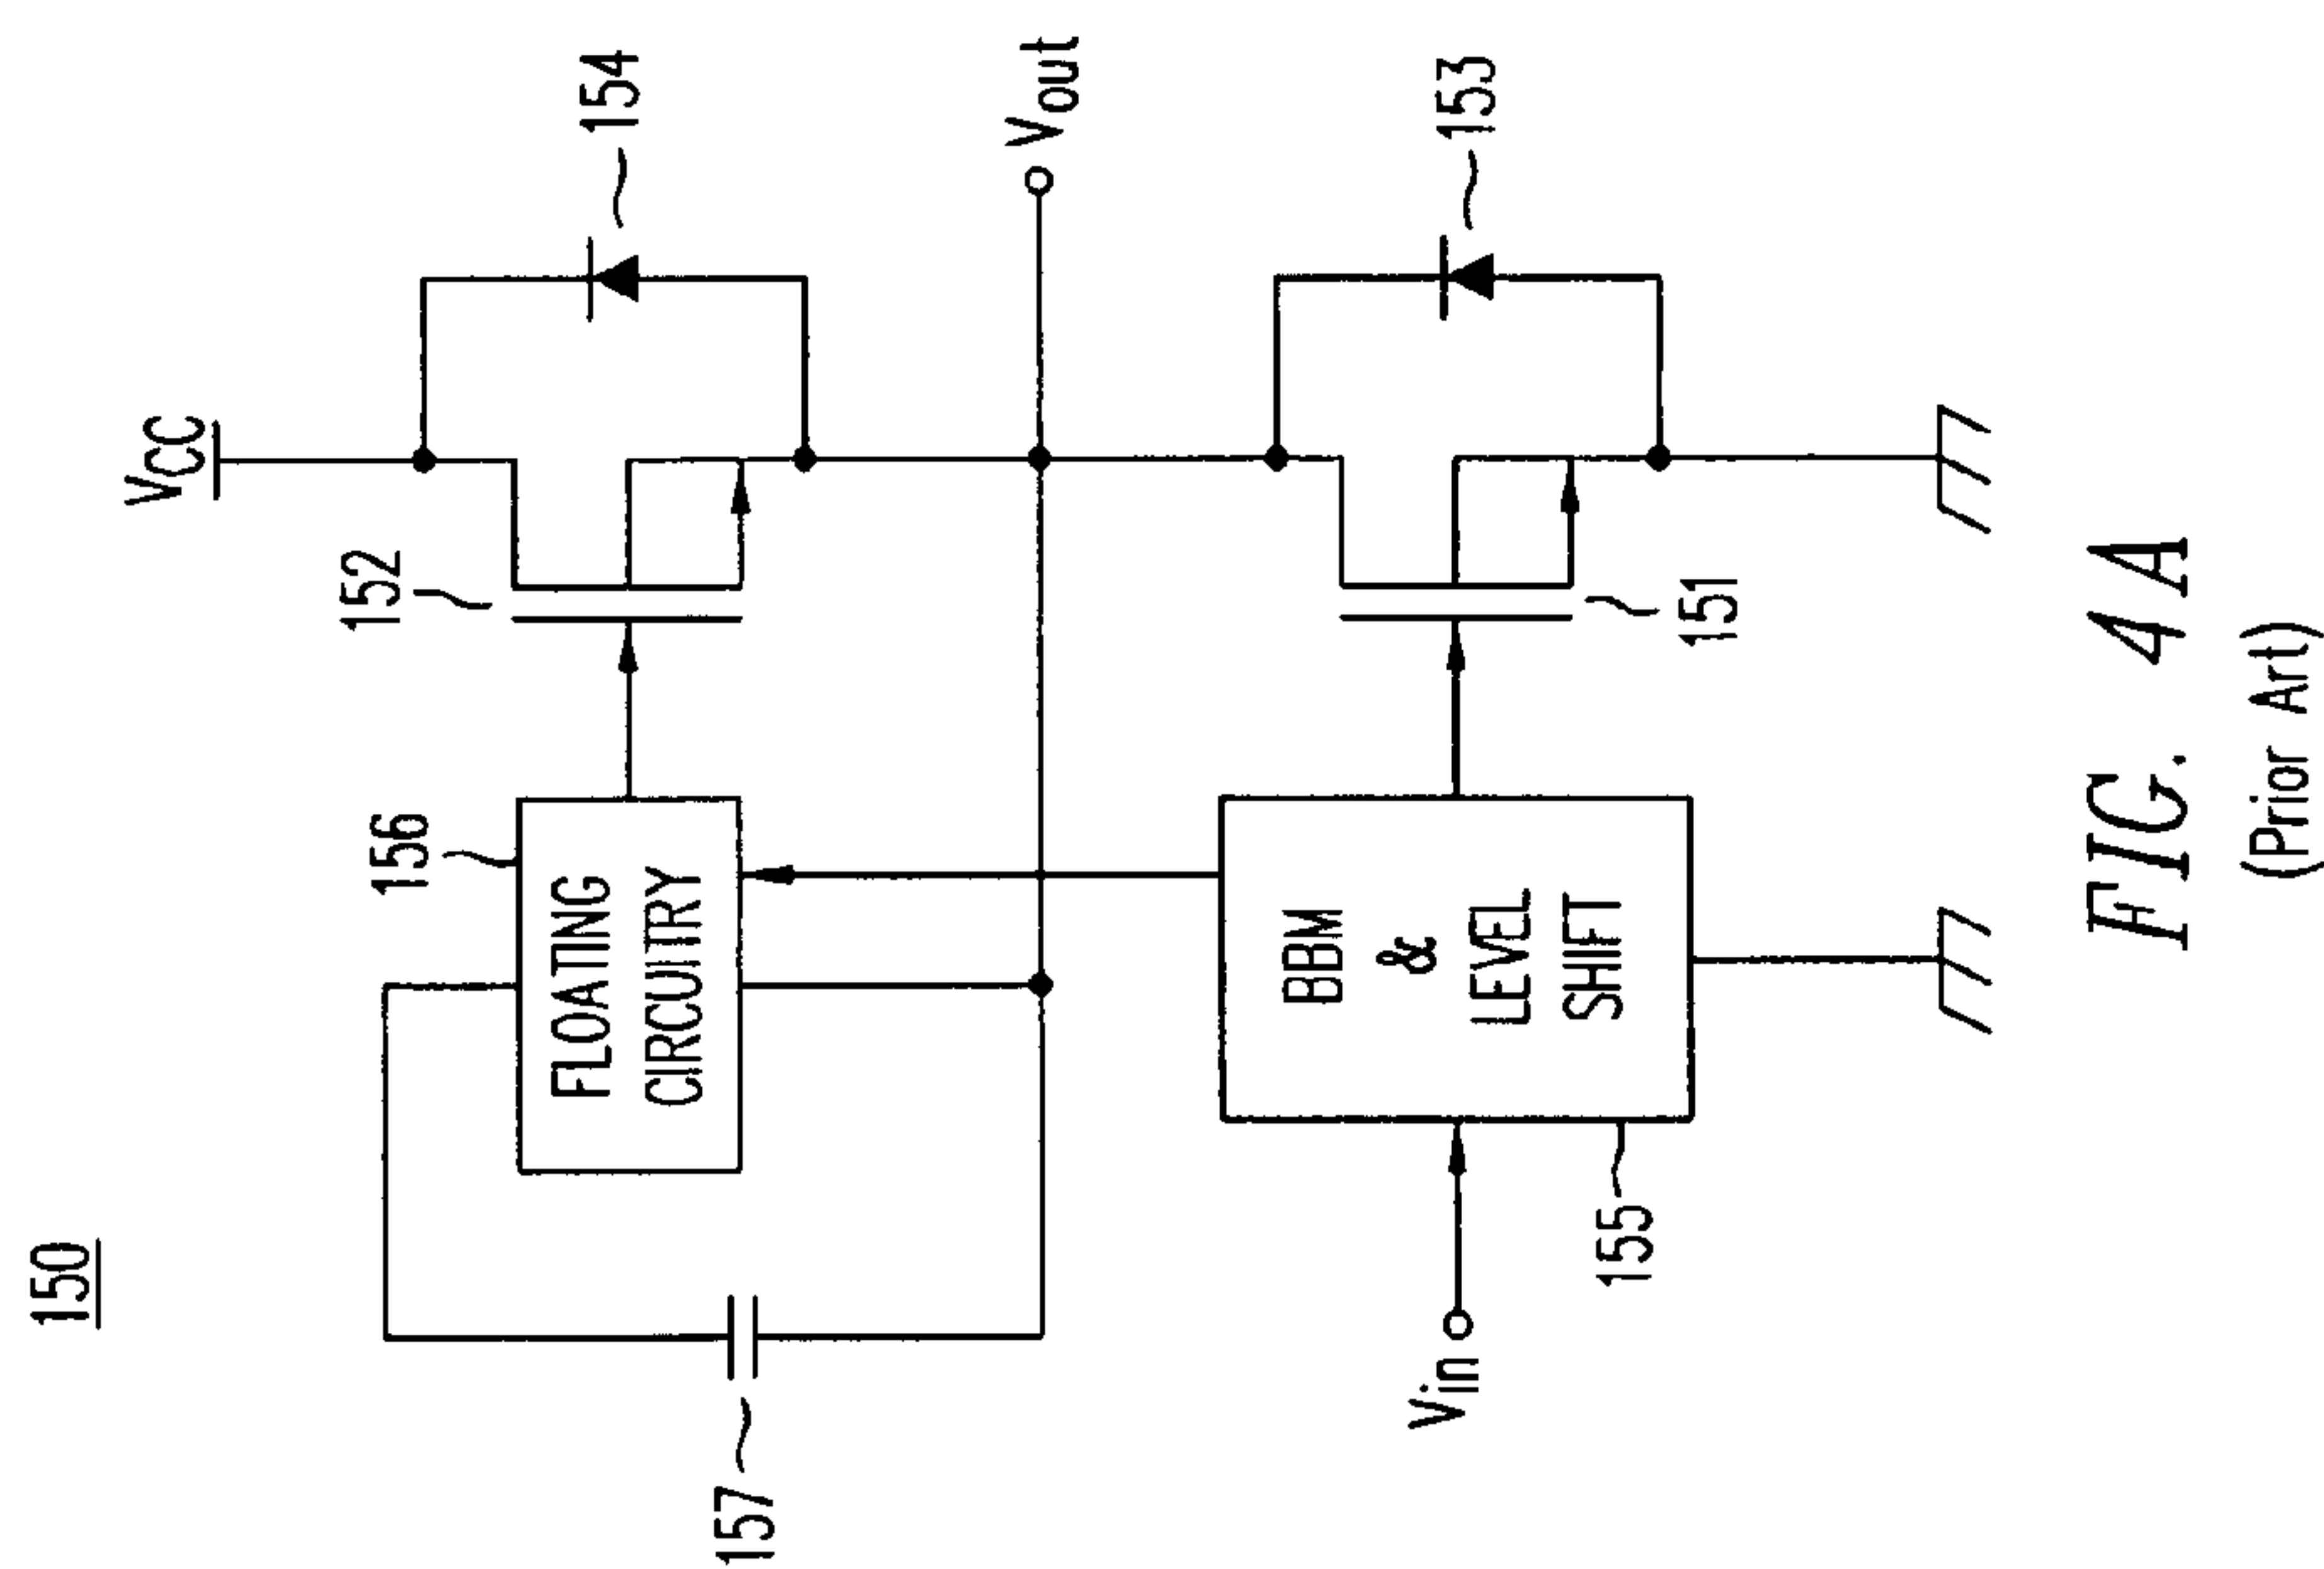 150
VCC
154
152
156
FLOATING
CIRCUITRY
157
Vout
153
151
BBM
&
LEVEL
SHIFT
155
Vin
FIG. 4A
(Prior Art)